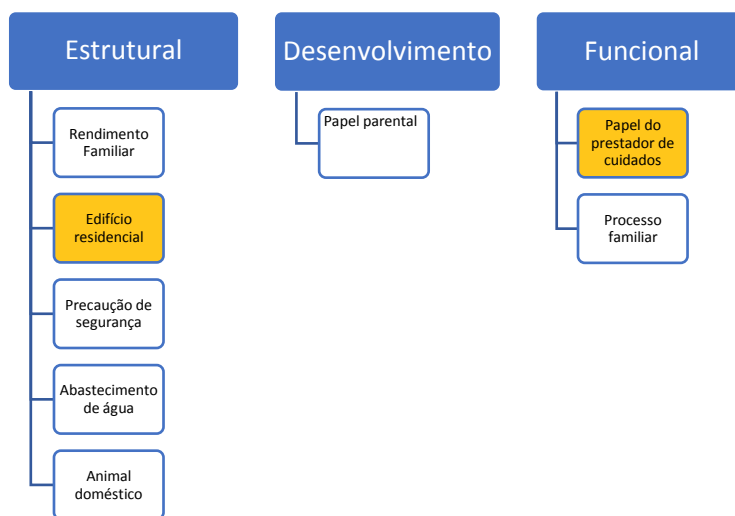 Estrutural
Rendimento
Familiar
Edifício
residencial
Precaução de
segurança
Abastecimento
de água
Animal
doméstico
Desenvolvimento
Papel parental
Funcional
Papel do
prestador de
cuidados
Processo
familiar